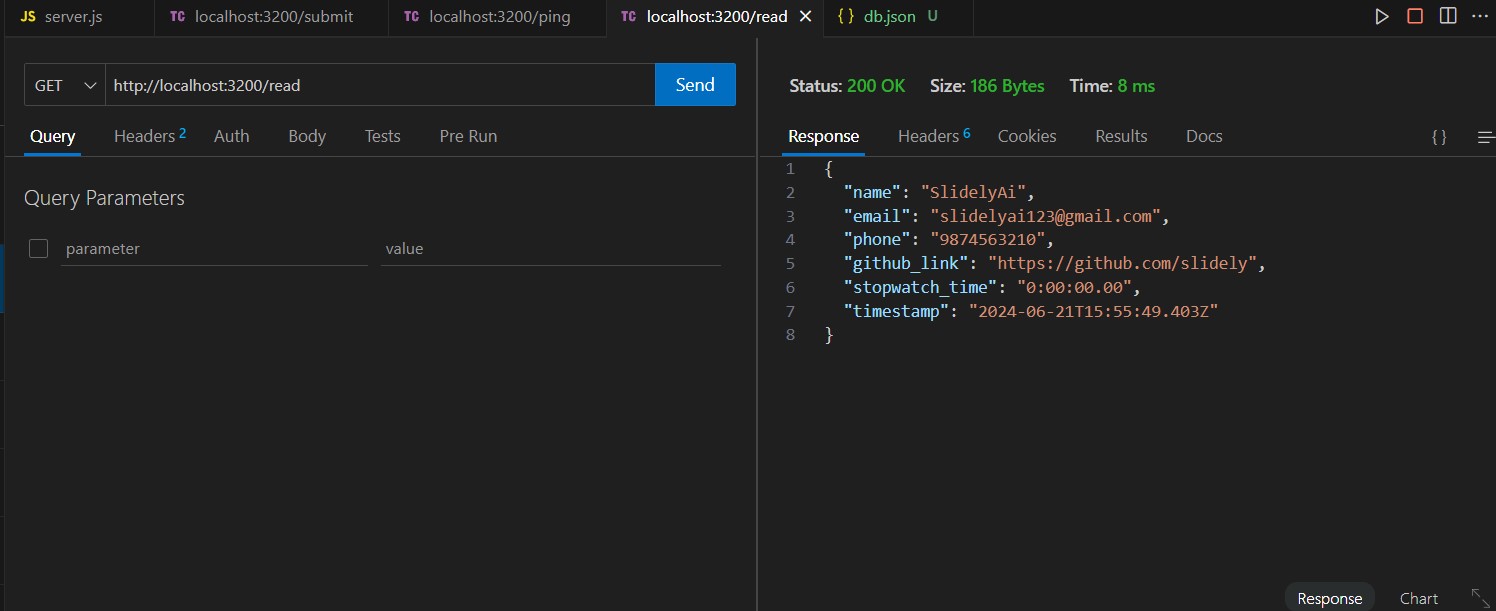 JS server.js TC localhost:3200/submit TC localhost:3200/ping TC localhost:3200/read {} db.json U
GET http://localhost:3200/read Send
Query Headers 2 Auth Body Tests Pre Run
Query Parameters
parameter value
Status: 200 OK Size: 186 Bytes Time: 8 ms
Response Headers 6 Cookies Results Docs {}
1 {
2 "name": "SlidelyAi",
3 "email": "slidelyai123@gmail.com",
4 "phone": "9874563210",
5 "github_link": "https://github.com/slidely",
6 "stopwatch_time": "0:00:00.00",
7 "timestamp": "2024-06-21T15:55:49.403Z"
8 }
Response Chart